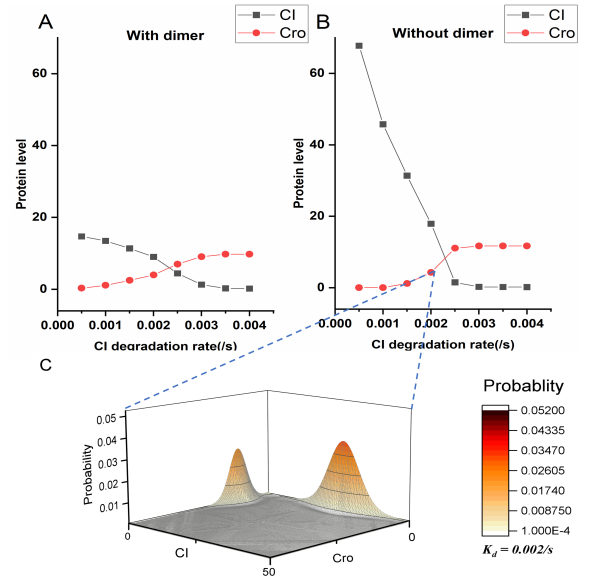 A
With dimer
CI
Cro
Protein level
60
40
20
0
0.000 0.001 0.002 0.003 0.004
CI degradation rate(/s)
B
Without dimer
CI
Cro
Protein level
60
40
20
0
0.000 0.001 0.002 0.003 0.004
CI degradation rate(/s)
C
Probability
0.05
0.04
0.03
0.02
0.01
0
CI
50
Cro
0
Probablity
0.05200
0.04335
0.03470
0.02605
0.01740
0.008750
1.000E-4
K_d = 0.002/s